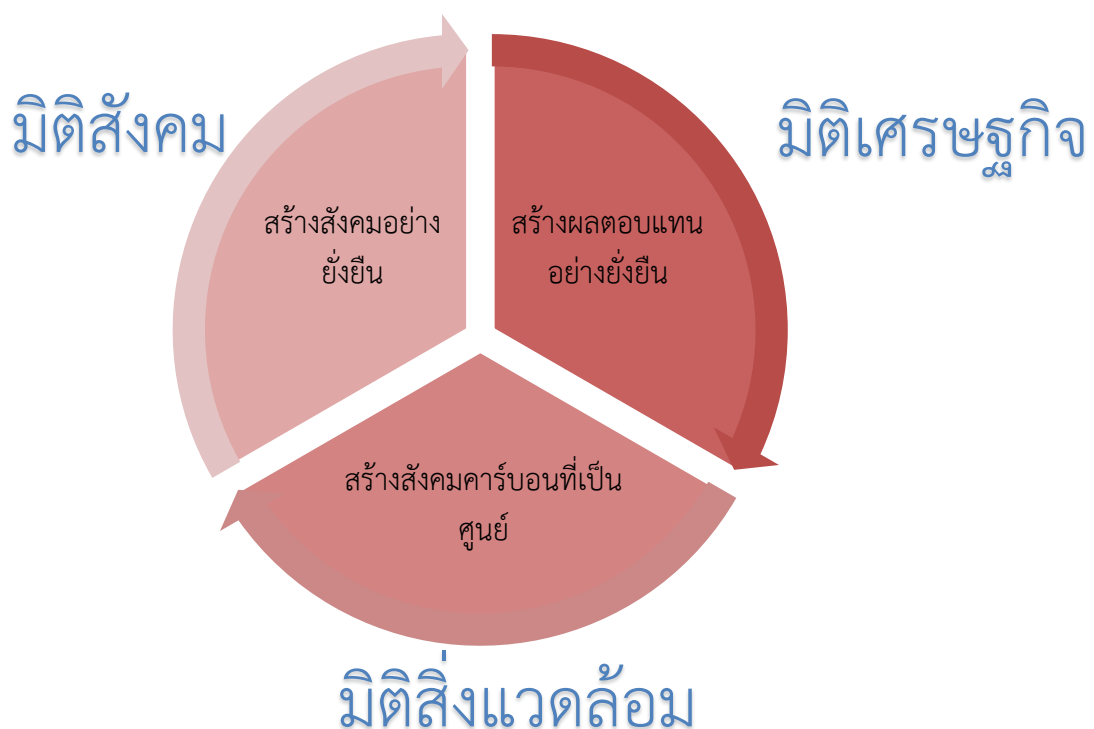 มิติสังคม
มิติเศรษฐกิจ
สร้างสังคมอย่าง
ยั่งยืน
สร้างผลตอบแทน
อย่างยั่งยืน
สร้างสังคมคาร์บอนที่เป็น
ศูนย์
มิติสิ่งแวดล้อม